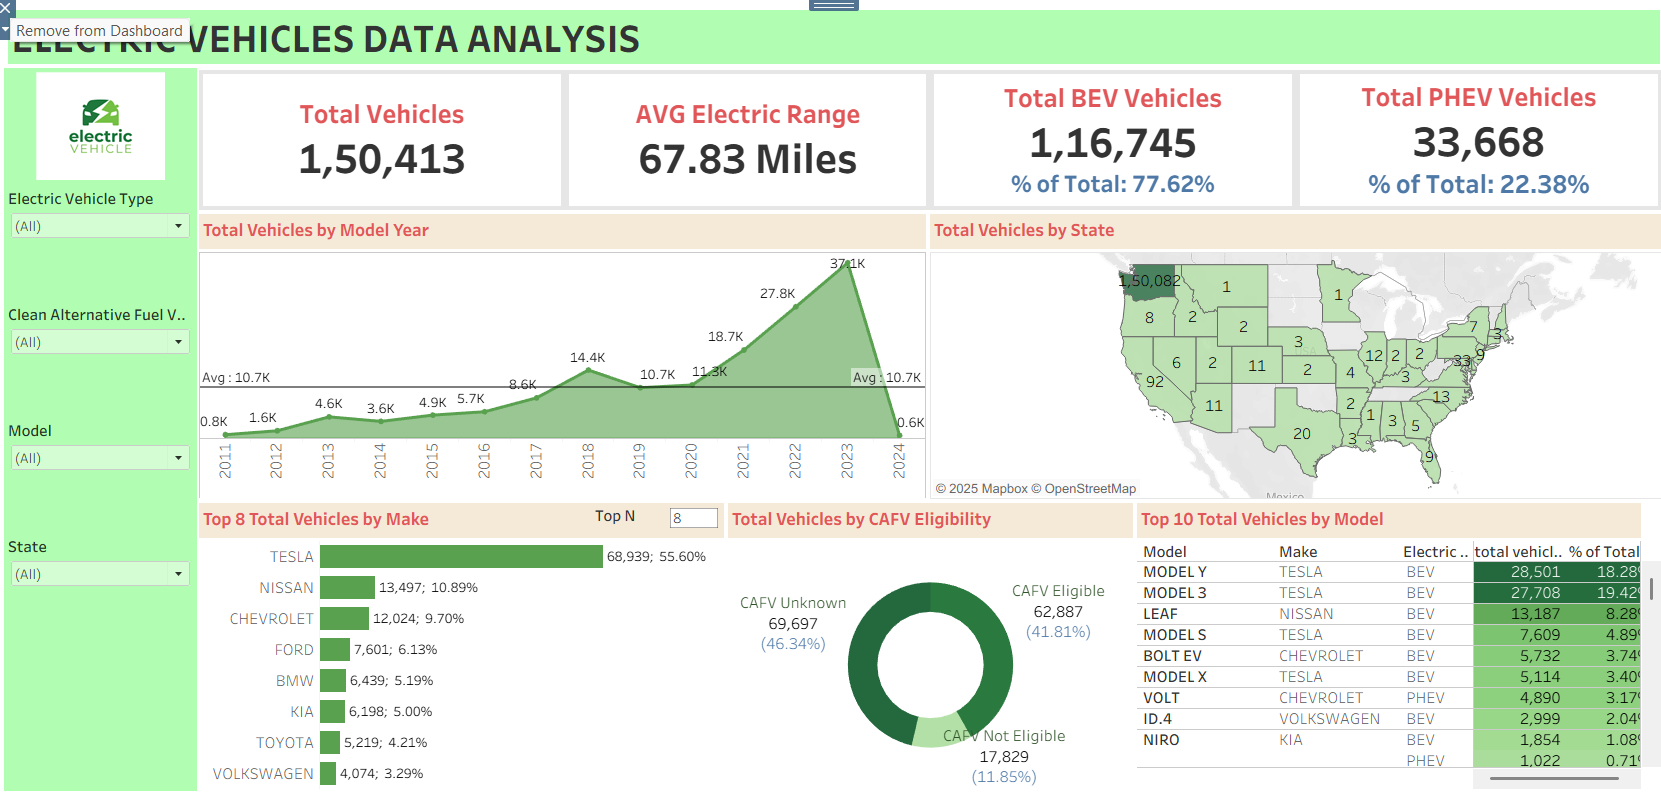 Remove from Dashboard
ELECTRIC VEHICLES DATA ANALYSIS
electric
VEHICLE
Electric Vehicle Type
(All)
Clean Alternative Fuel V..
(All)
Model
(All)
State
(All)
Total Vehicles
1,50,413
AVG Electric Range
67.83 Miles
Total BEV Vehicles
1,16,745
% of Total: 77.62%
Total PHEV Vehicles
33,668
% of Total: 22.38%
Total Vehicles by Model Year
37.1K
27.8K
18.7K
14.4K
11.3K
10.7K
8.6K
Avg : 10.7K
Avg : 10.7K
0.8K
1.6K
4.6K
3.6K
4.9K
5.7K
0.6K
2011
2012
2013
2014
2015
2016
2017
2018
2019
2020
2021
2022
2023
2024
Total Vehicles by State
1,50,082
1
1
8
2
2
7
3
3
6
2
11
2
12
2
2
33
9
92
4
3
13
11
2
1
3
5
20
3
9
Mexico
© 2025 Mapbox © OpenStreetMap
Top 8 Total Vehicles by Make
Top N
8
TESLA 68,939; 55.60%
NISSAN 13,497; 10.89%
CHEVROLET 12,024; 9.70%
FORD 7,601; 6.13%
BMW 6,439; 5.19%
KIA 6,198; 5.00%
TOYOTA 5,219; 4.21%
VOLKSWAGEN 4,074; 3.29%
Total Vehicles by CAFV Eligibility
CAFV Unknown
69,697
(46.34%)
CAFV Eligible
62,887
(41.81%)
CAFV Not Eligible
17,829
(11.85%)
Top 10 Total Vehicles by Model
Model Make Electric .. total vehicl.. % of Total
MODEL Y TESLA BEV 28,501 18.28%
MODEL 3 TESLA BEV 27,708 19.42%
LEAF NISSAN BEV 13,187 8.28%
MODEL S TESLA BEV 7,609 4.89%
BOLT EV CHEVROLET BEV 5,732 3.74%
MODEL X TESLA BEV 5,114 3.40%
VOLT CHEVROLET PHEV 4,890 3.17%
ID.4 VOLKSWAGEN BEV 2,999 2.04%
NIRO KIA BEV 1,854 1.08%
PHEV 1,022 0.71%